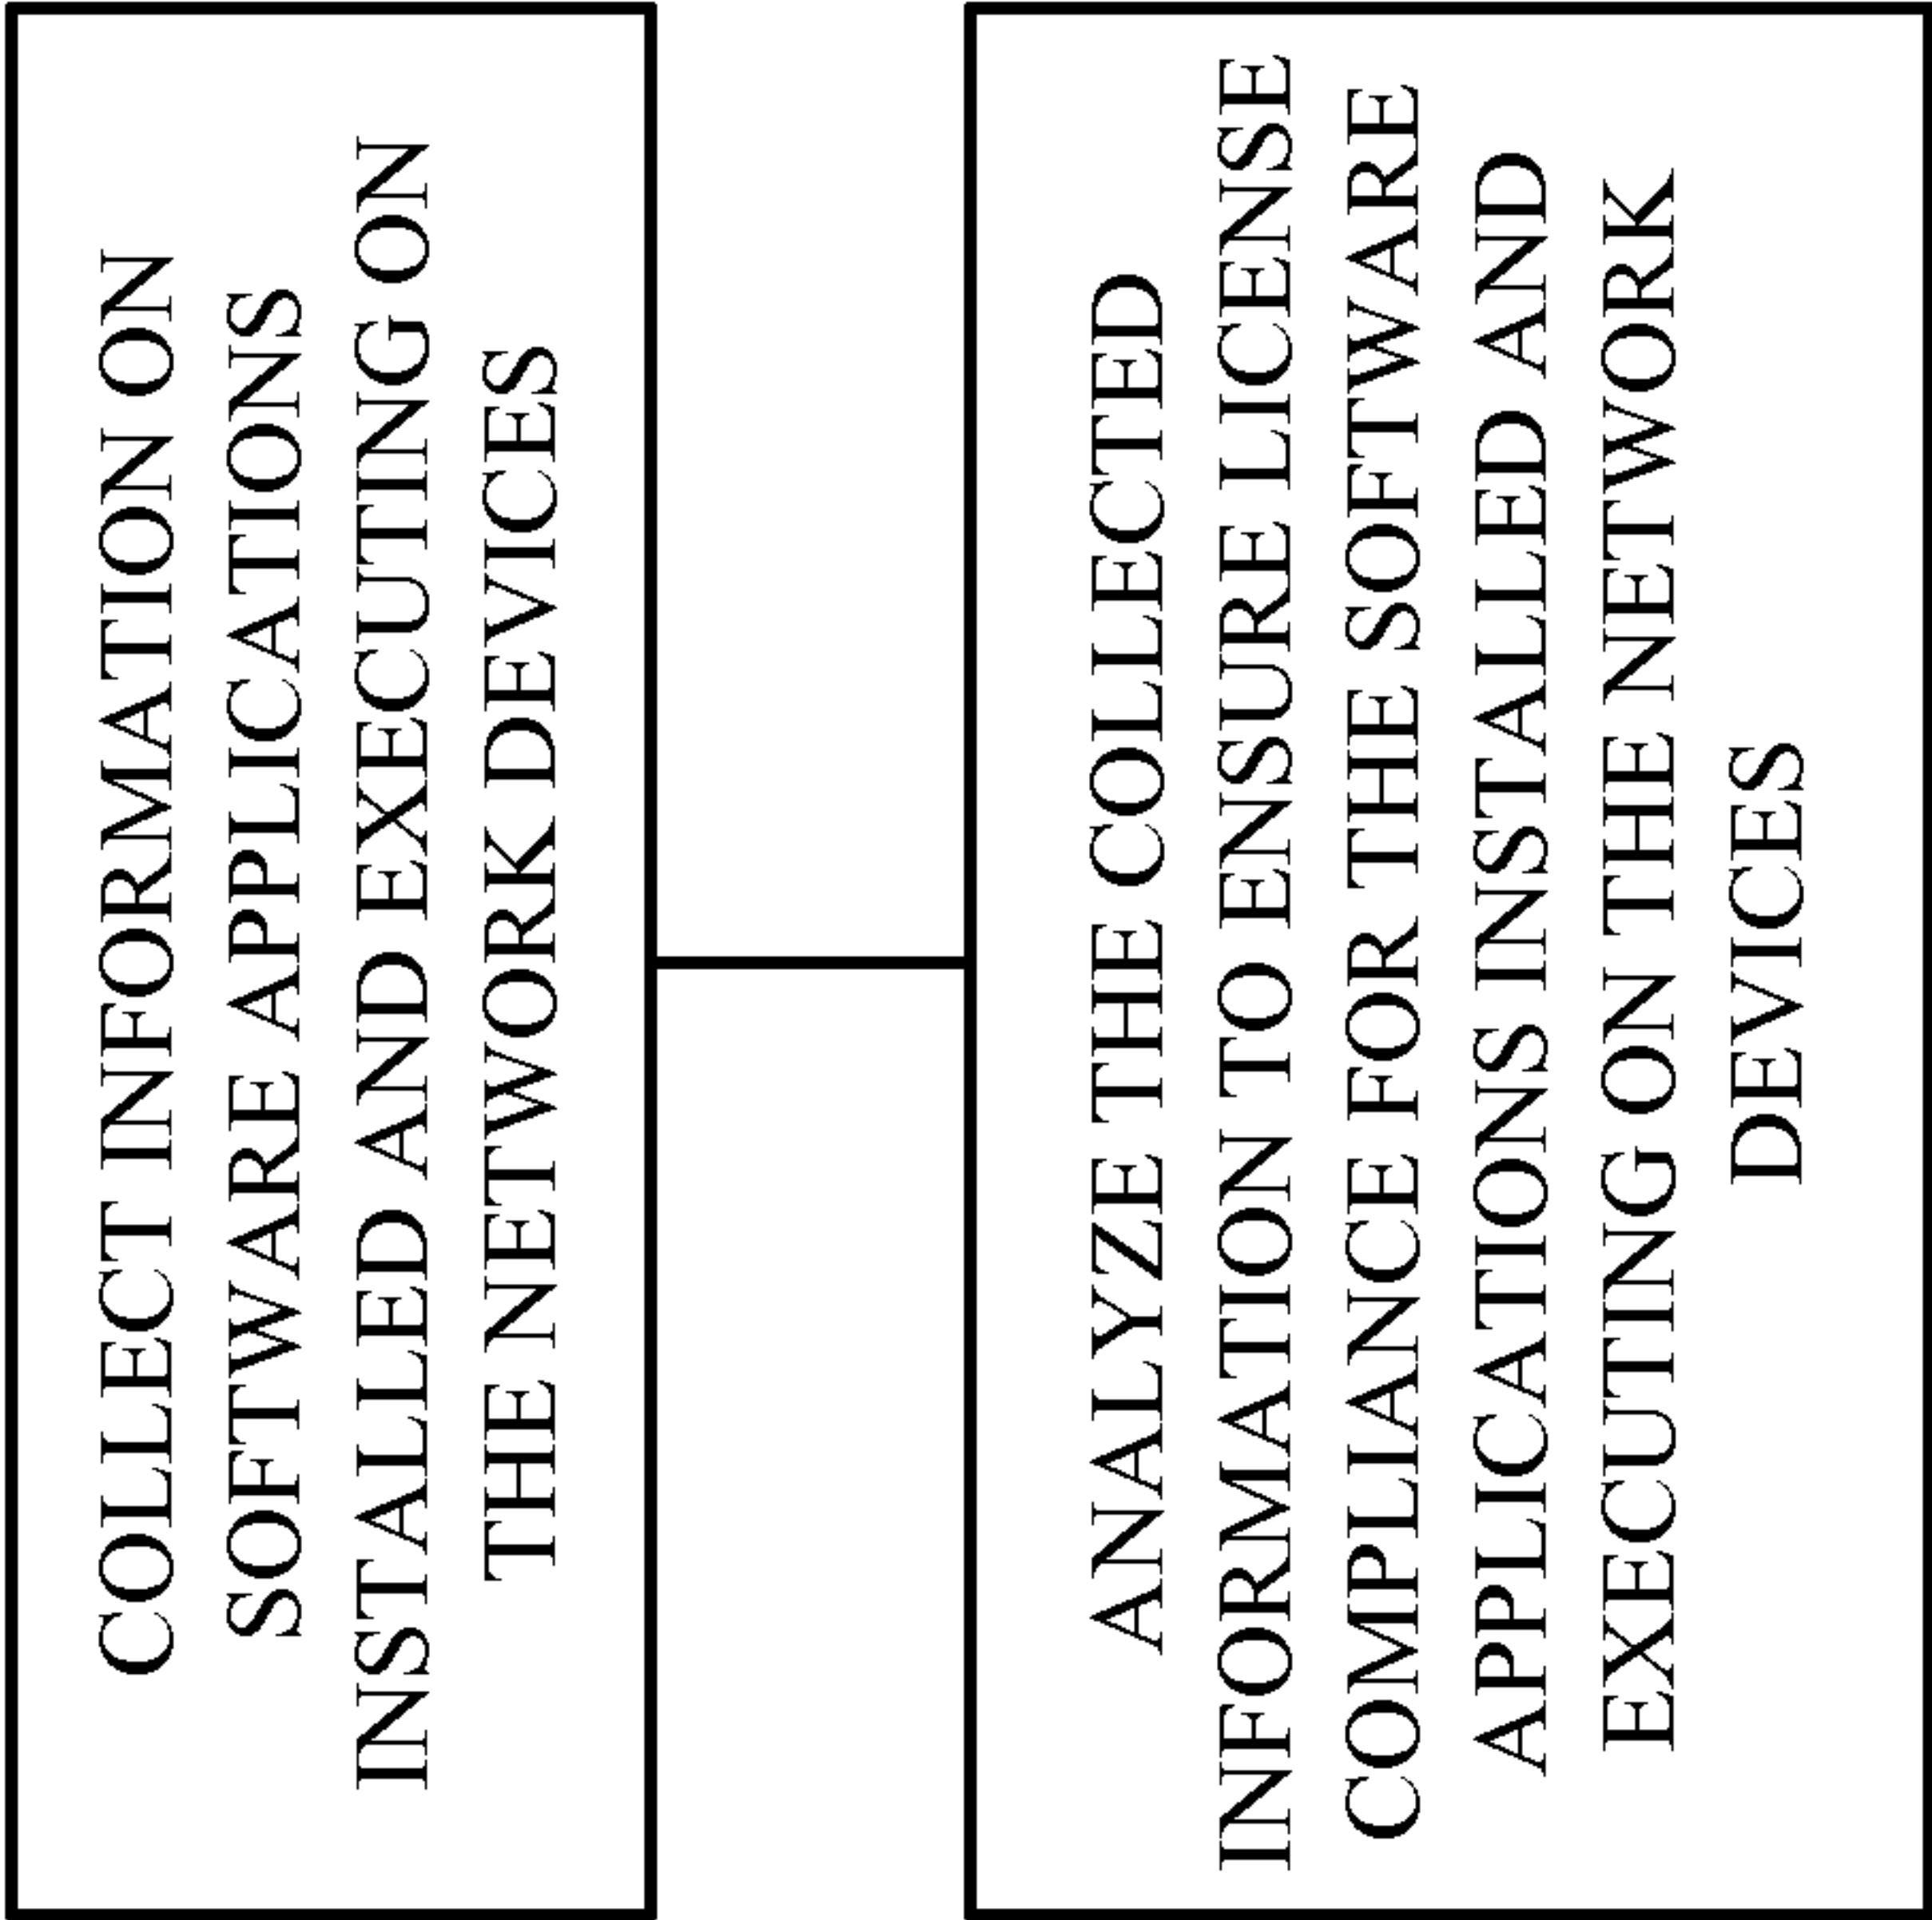 COLLECT INFORMATION ON
SOFTWARE APPLICATIONS
INSTALLED AND EXECUTING ON
THE NETWORK DEVICES
ANALYZE THE COLLECTED
INFORMATION TO ENSURE LICENSE
COMPLIANCE FOR THE SOFTWARE
APPLICATIONS INSTALLED AND
EXECUTING ON THE NETWORK
DEVICES